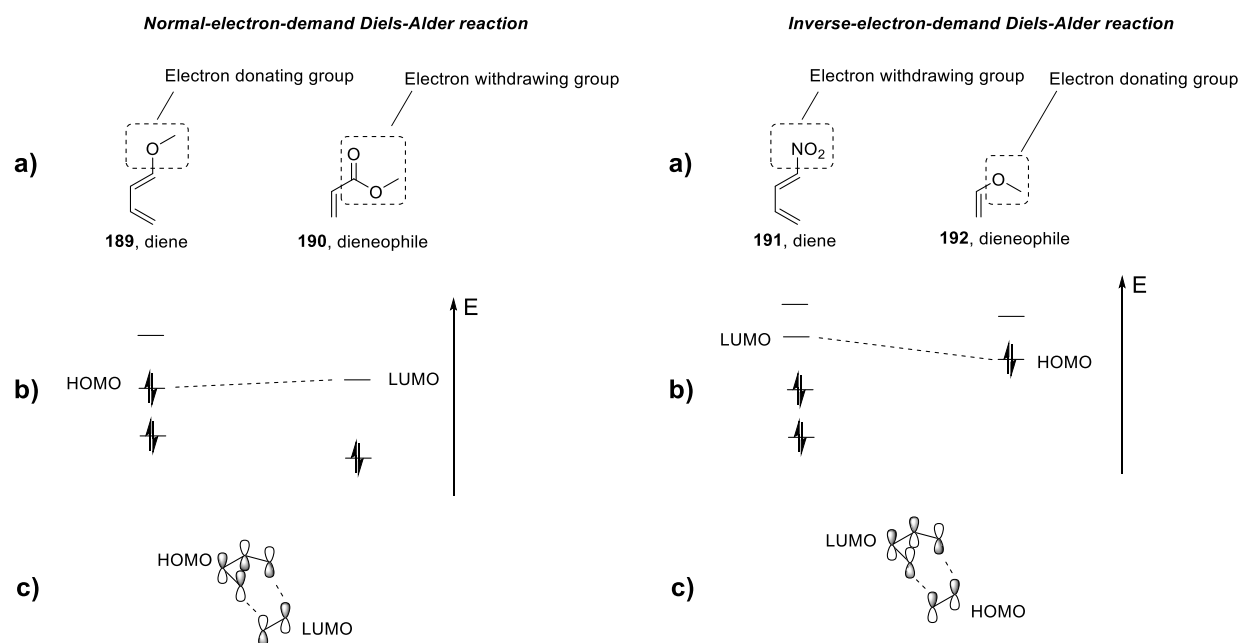 Normal-electron-demand Diels-Alder reaction
Electron donating group
Electron withdrawing group
a)
O
O
O
189, diene
190, dieneophile
E
HOMO
LUMO
b)
HOMO
LUMO
c)
Inverse-electron-demand Diels-Alder reaction
Electron withdrawing group
Electron donating group
a)
NO2
O
191, diene
192, dieneophile
E
LUMO
HOMO
b)
LUMO
HOMO
c)